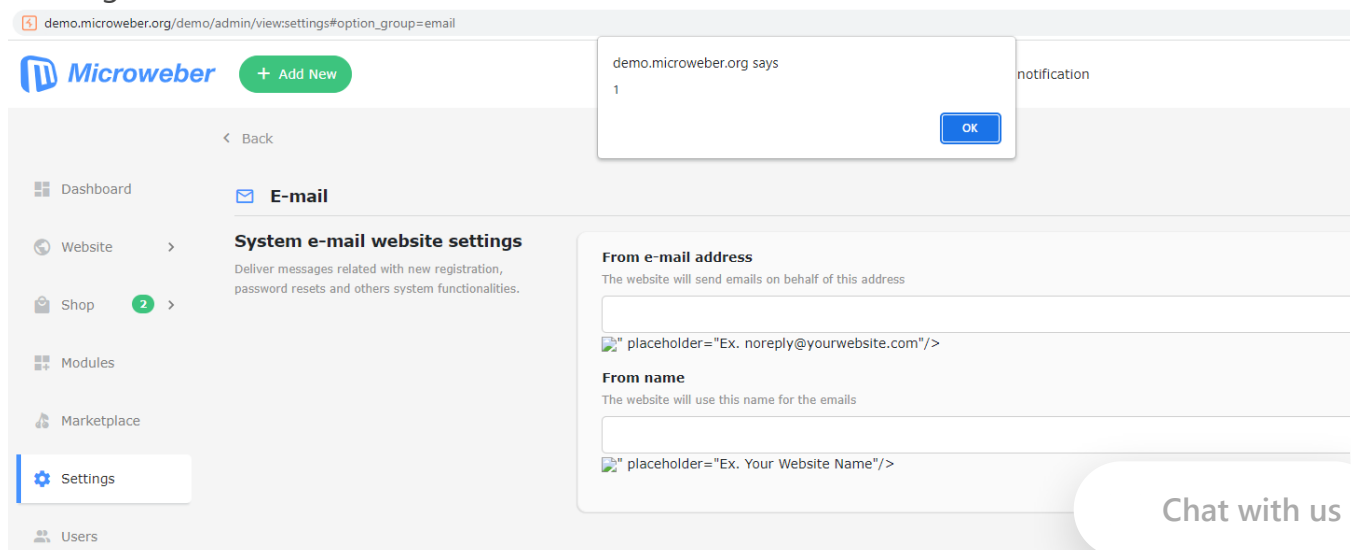 demo.microweber.org/demo/admin/view:settings#option_group=email
Microweber
+ Add New
demo.microweber.org says
1
OK
notification
Back
Dashboard
Website
Shop 2
Modules
Marketplace
Settings
Users
E-mail
System e-mail website settings
Deliver messages related with new registration,
password resets and others system functionalities.
From e-mail address
The website will send emails on behalf of this address
" placeholder="Ex. noreply@yourwebsite.com"/>
From name
The website will use this name for the emails
" placeholder="Ex. Your Website Name"/>
Chat with us